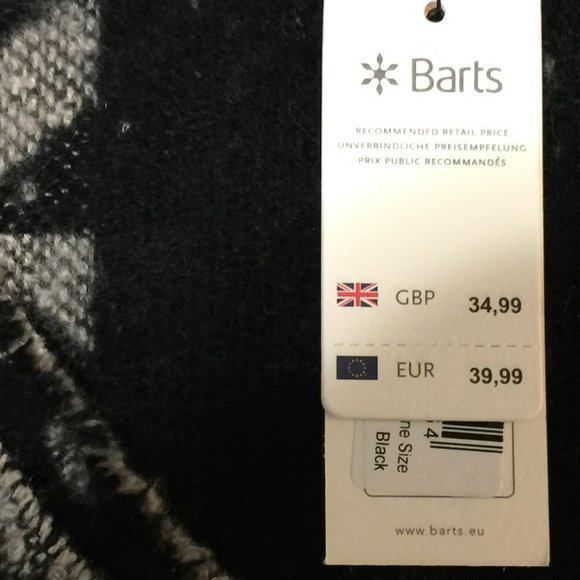 Barts
RECOMMENDED RETAIL PRICE
UNVERBINDLICHE PREISEMPFELUNG
PRIX PUBLIC RECOMMANDÉS
GBP 34,99
EUR 39,99
Size
Black
www.barts.eu